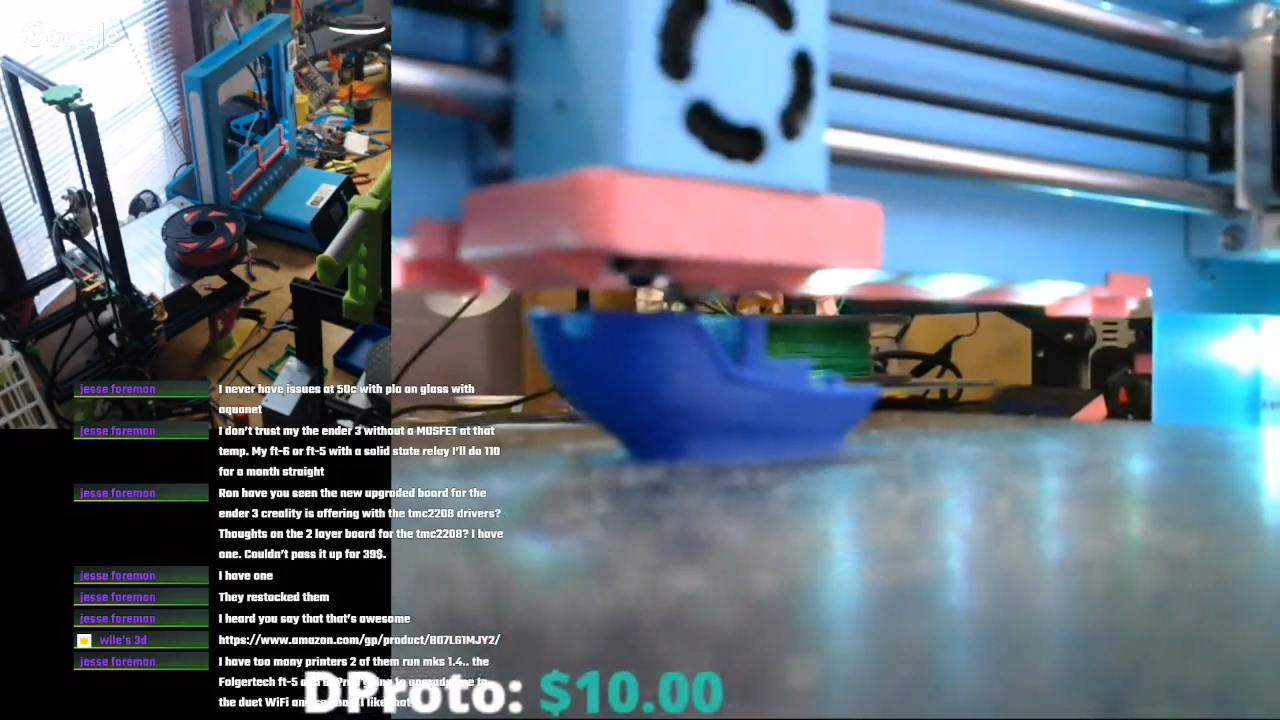 Google
jesse foreman I never have issues at 50c with pla on glass with
aquanet
jesse foreman I don't trust my the ender 3 without a MOSFET at that
temp. My ft-6 or ft-5 with a solid state relay I'll do 110
for a month straight
jesse foreman Ron have you seen the new upgraded board for the
ender 3 creality is offering with the tmc2208 drivers?
Thoughts on the 2 layer board for the tmc2208? I have
one. Couldn't pass it up for 39$.
jesse foreman I have one
jesse foreman They restocked them
jesse foreman I heard you say that that's awesome
wile's 3d https://www.amazon.com/gp/product/B07LG1MJY2/
jesse foreman I have too many printers 2 of them run mks 1.4.. the
Folgertech ft-5
the duet WiFi
DProto: $10.00